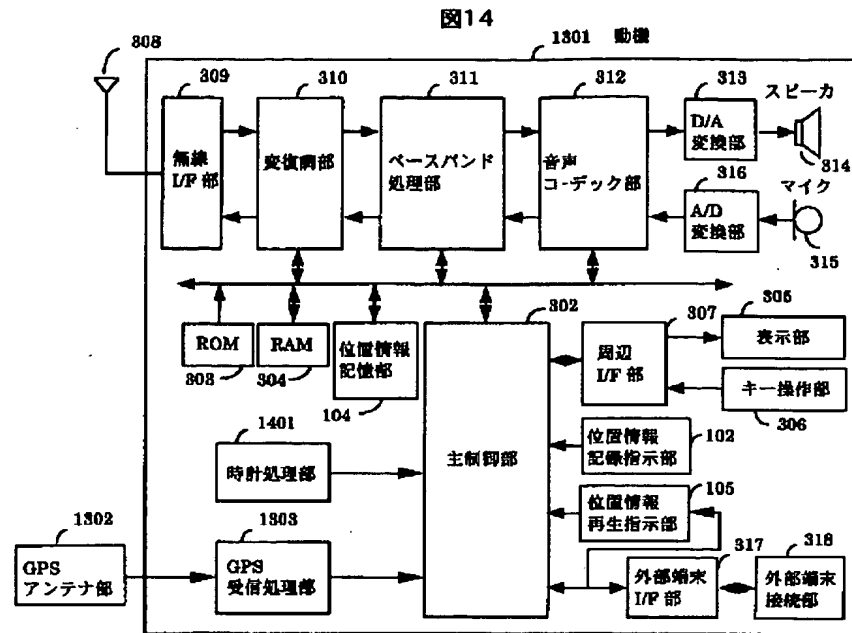 図14
308
1301 動機
309
310
311
312
313
スピーカ
無線
I/F部
変復調部
ベースバンド
処理部
音声
コーデック部
D/A
変換部
314
316
マイク
A/D
変換部
315
302
307
305
ROM
RAM
位置情報
記憶部
周辺
I/F部
表示部
303
304
キー操作部
104
306
1401
位置情報
記録指示部
102
時計処理部
主制御部
105
位置情報
再生指示部
1302
1303
317
318
GPS
アンテナ部
GPS
受信処理部
外部端末
I/F部
外部端末
接続部